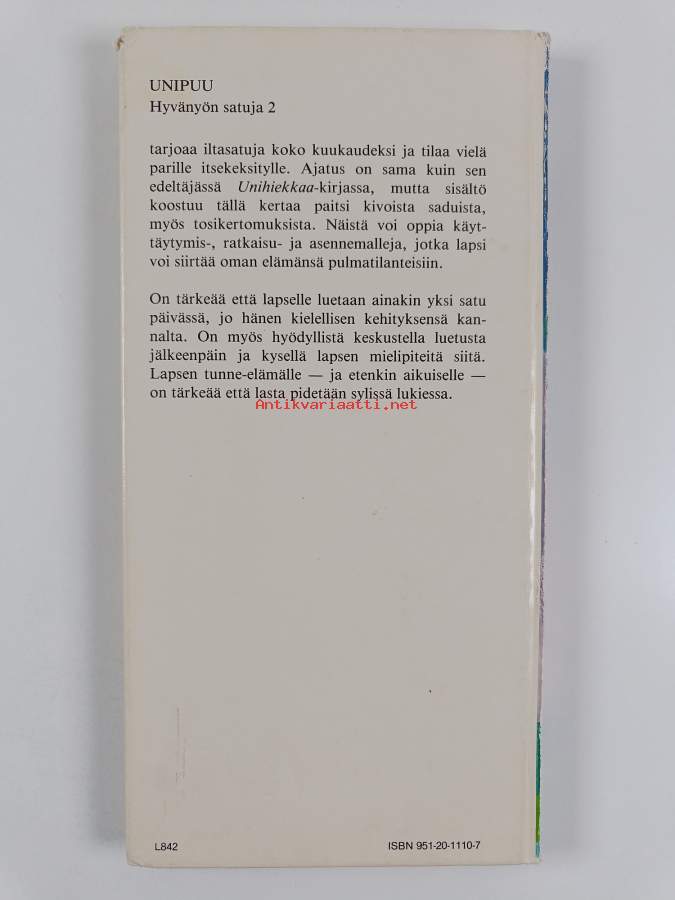 UNIPUU
Hyvänyön satuja 2
tarjoaa iltasatuja koko kuukaudeksi ja tilaa vielä
parille itsekeksitylle. Ajatus on sama kuin sen
edeltäjässä Unihiekkaa-kirjassa, mutta sisältö
koostuu tällä kertaa paitsi kivoista saduista,
myös tosikertomuksista. Näistä voi oppia käyt-
täytymis-, ratkaisu- ja asennemalleja, jotka lapsi
voi siirtää oman elämänsä pulmatilanteisiin.
On tärkeää että lapselle luetaan ainakin yksi satu
päivässä, jo hänen kielellisen kehityksensä kan-
nalta. On myös hyödyllistä keskustella luetusta
jälkeenpäin ja kysellä lapsen mielipiteitä siitä.
Lapsen tunne-elämälle — ja etenkin aikuiselle —
on tärkeää että lasta pidetään sylissä lukiessa.
Antikvariaatti.net
L842
ISBN 951-20-1110-7